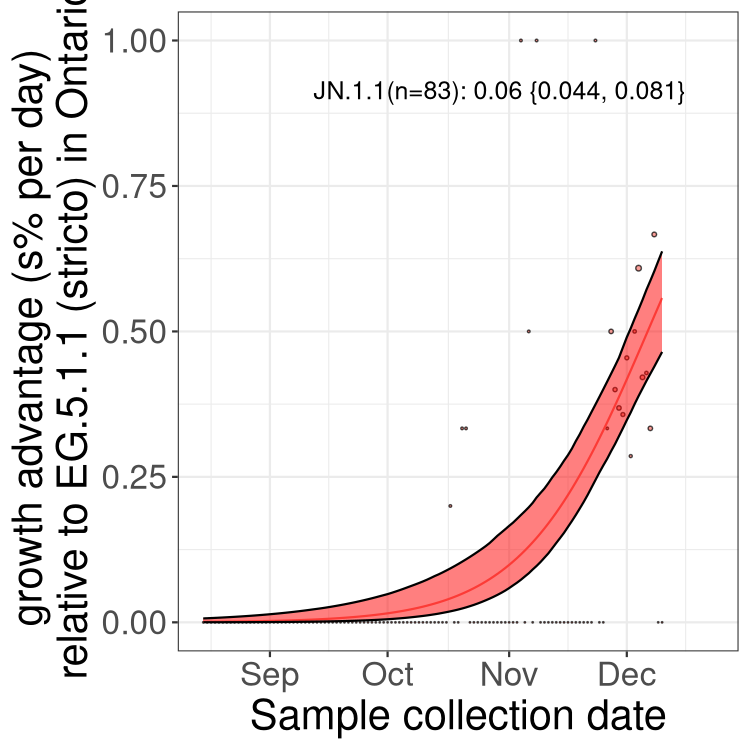 growth advantage (s% per day)
relative to EG.5.1.1 (stricto) in Ontario
1.00
0.75
0.50
0.25
0.00
JN.1.1(n=83): 0.06 {0.044, 0.081}
Sep Oct Nov Dec
Sample collection date